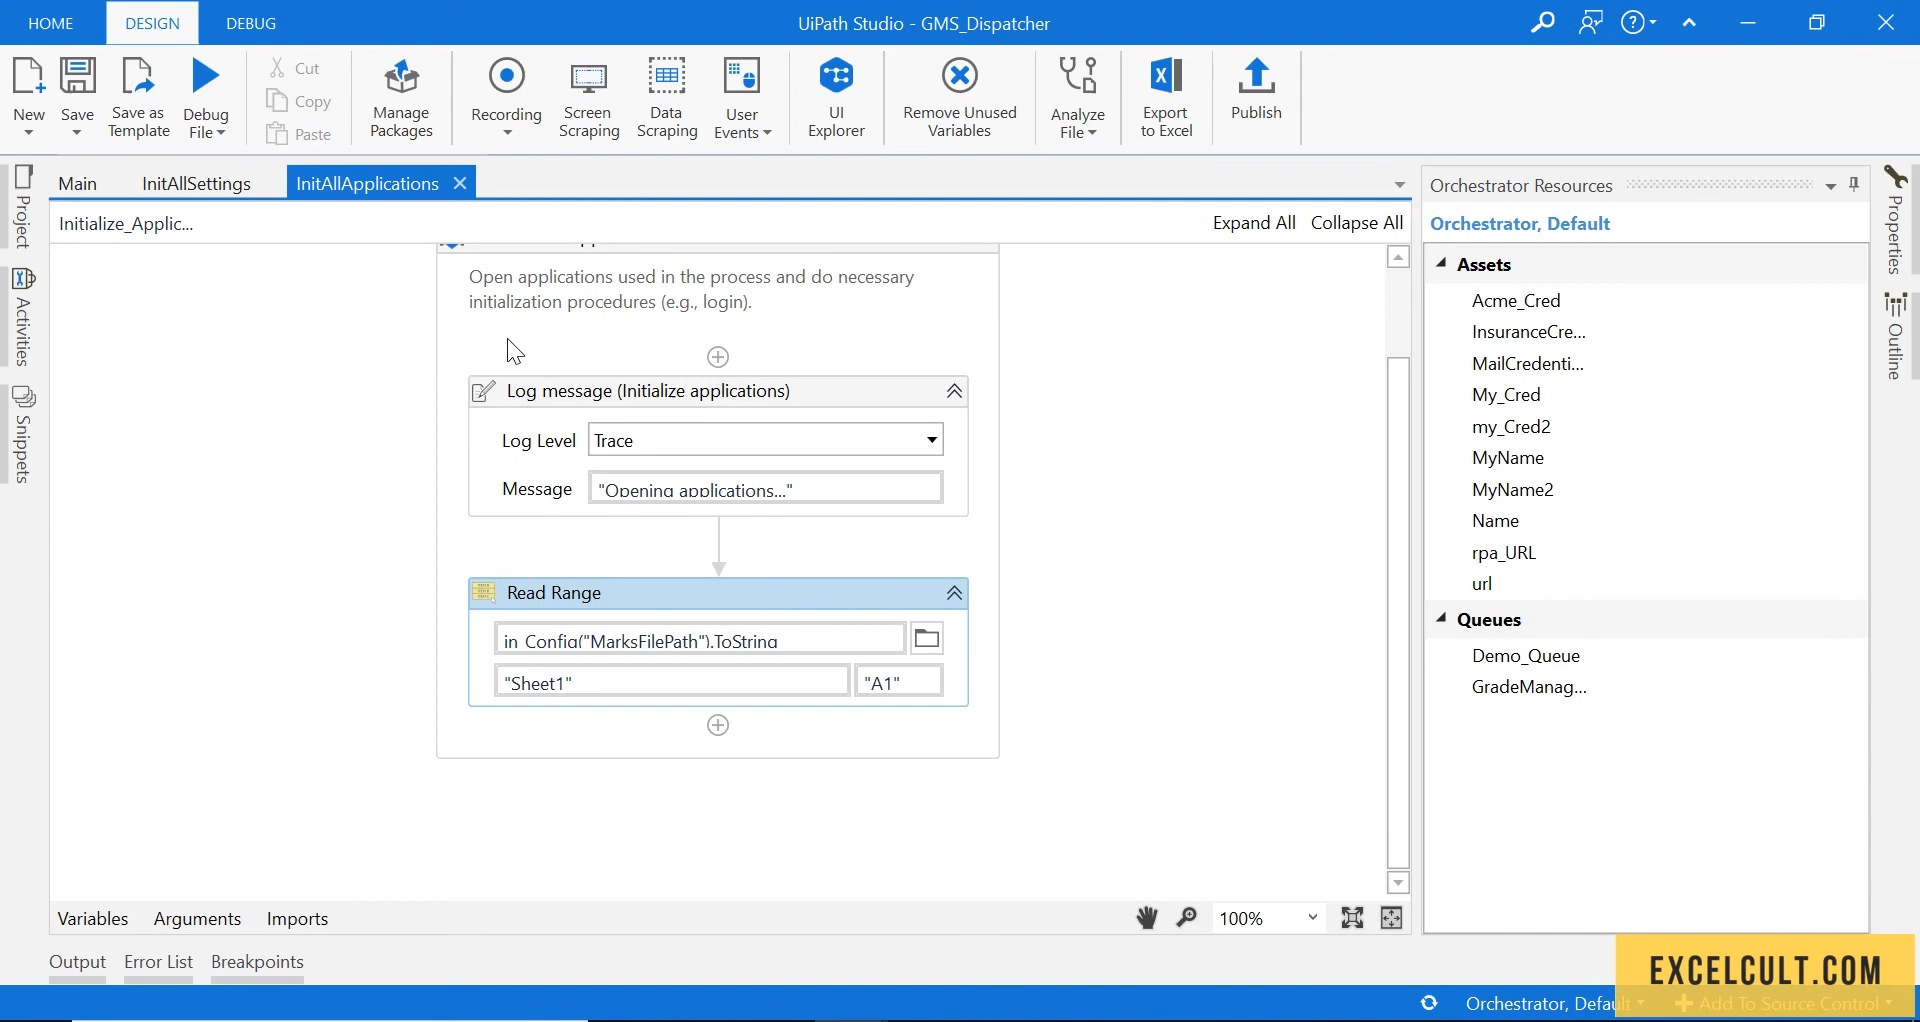 HOME
DESIGN
DEBUG
UiPath Studio - GMS_Dispatcher
New
Save
Save as
Template
Debug
File
Cut
Copy
Paste
Manage
Packages
Recording
Screen
Scraping
Data
Scraping
User
Events
UI
Explorer
Remove Unused
Variables
Analyze
File
Export
to Excel
Publish
Project
Activities
Snippets
Main
InitAllSettings
InitAllApplications
Initialize_Applic...
Expand All
Collapse All
Open applications used in the process and do necessary
initialization procedures (e.g., login).
Log message (Initialize applications)
Log Level
Trace
Message
"Opening applications..."
Read Range
in_Config("MarksFilePath").ToString
"Sheet1"
"A1"
Variables
Arguments
Imports
100%
Output
Error List
Breakpoints
Orchestrator Resources
Orchestrator, Default
Assets
Acme_Cred
InsuranceCre...
MailCredenti...
My_Cred
my_Cred2
MyName
MyName2
Name
rpa_URL
url
Queues
Demo_Queue
GradeManag...
Properties
Outline
EXCELCULT.COM
Orchestrator, Default
Add To Source Control